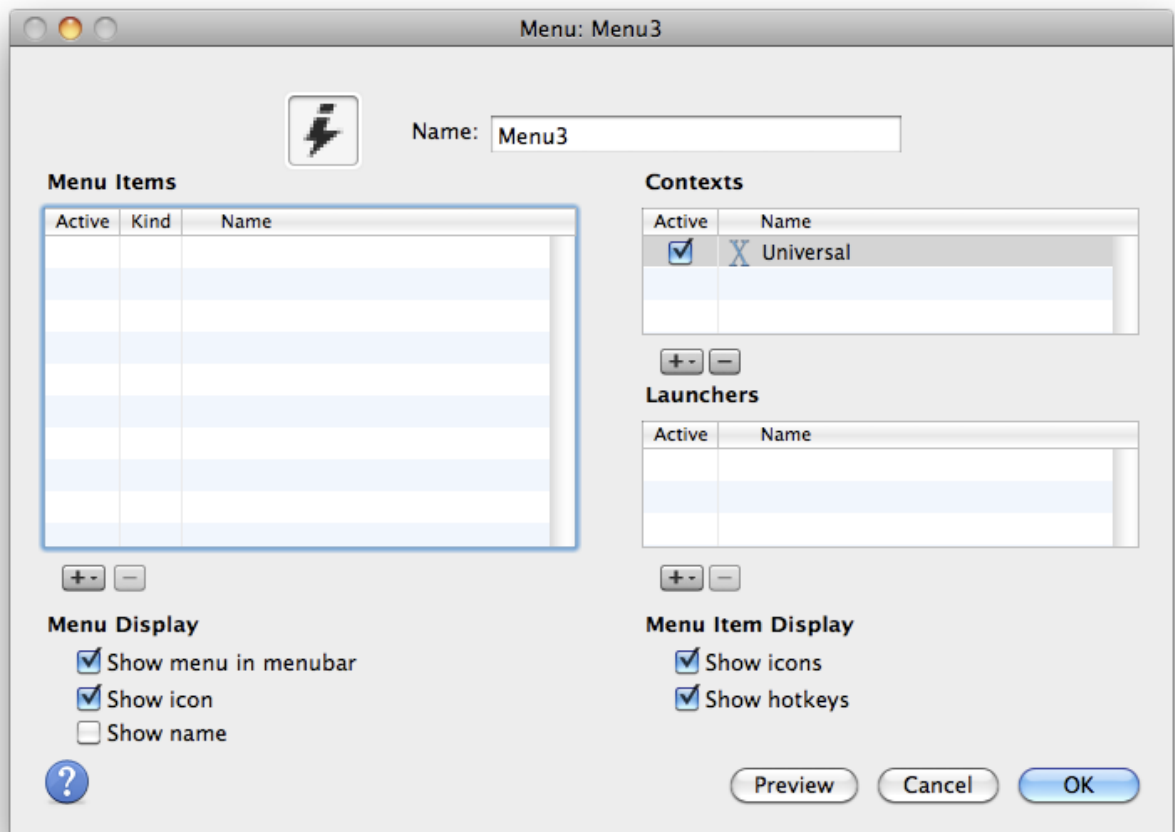 Menu: Menu3
Name: Menu3
Menu Items
Active Kind Name
Contexts
Active Name
X Universal
Launchers
Active Name
Menu Display
Show menu in menubar
Show icon
Show name
Menu Item Display
Show icons
Show hotkeys
?
Preview Cancel OK